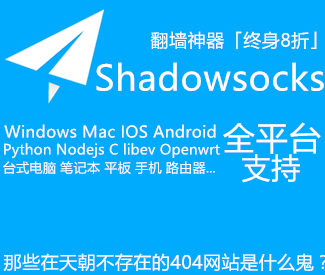 翻墙神器「终身8折」
Shadowsocks
Windows Mac IOS Android
Python Nodejs C libev Openwrt
台式电脑 笔记本 平板 手机 路由器...
全平台
支持
那些在天朝不存在的404网站是什么鬼？